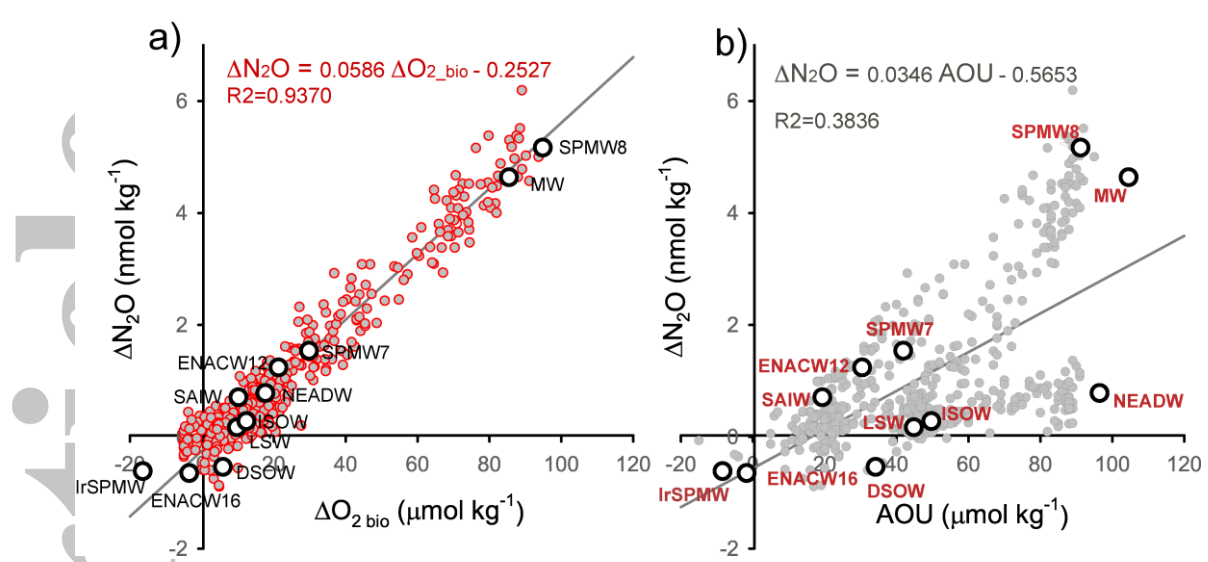 a)
ΔN2O = 0.0586 ΔO2_bio - 0.2527
R2=0.9370
ΔN2O (nmol kg-1)
6
4
2
0
-2
-20
20
40
60
80
100
120
SPMW8
MW
SPMW7
ENACW12
SAIW
NEADW
ISOW
LSW
DSOW
IrSPMW
ENACW16
ΔO2 bio (μmol kg-1)
b)
ΔN2O = 0.0346 AOU - 0.5653
R2=0.3836
ΔN2O (nmol kg-1)
6
4
2
0
-2
-20
0
20
40
60
80
100
120
SPMW8
MW
SPMW7
ENACW12
SAIW
NEADW
ISOW
LSW
DSOW
IrSPMW
ENACW16
AOU (μmol kg-1)